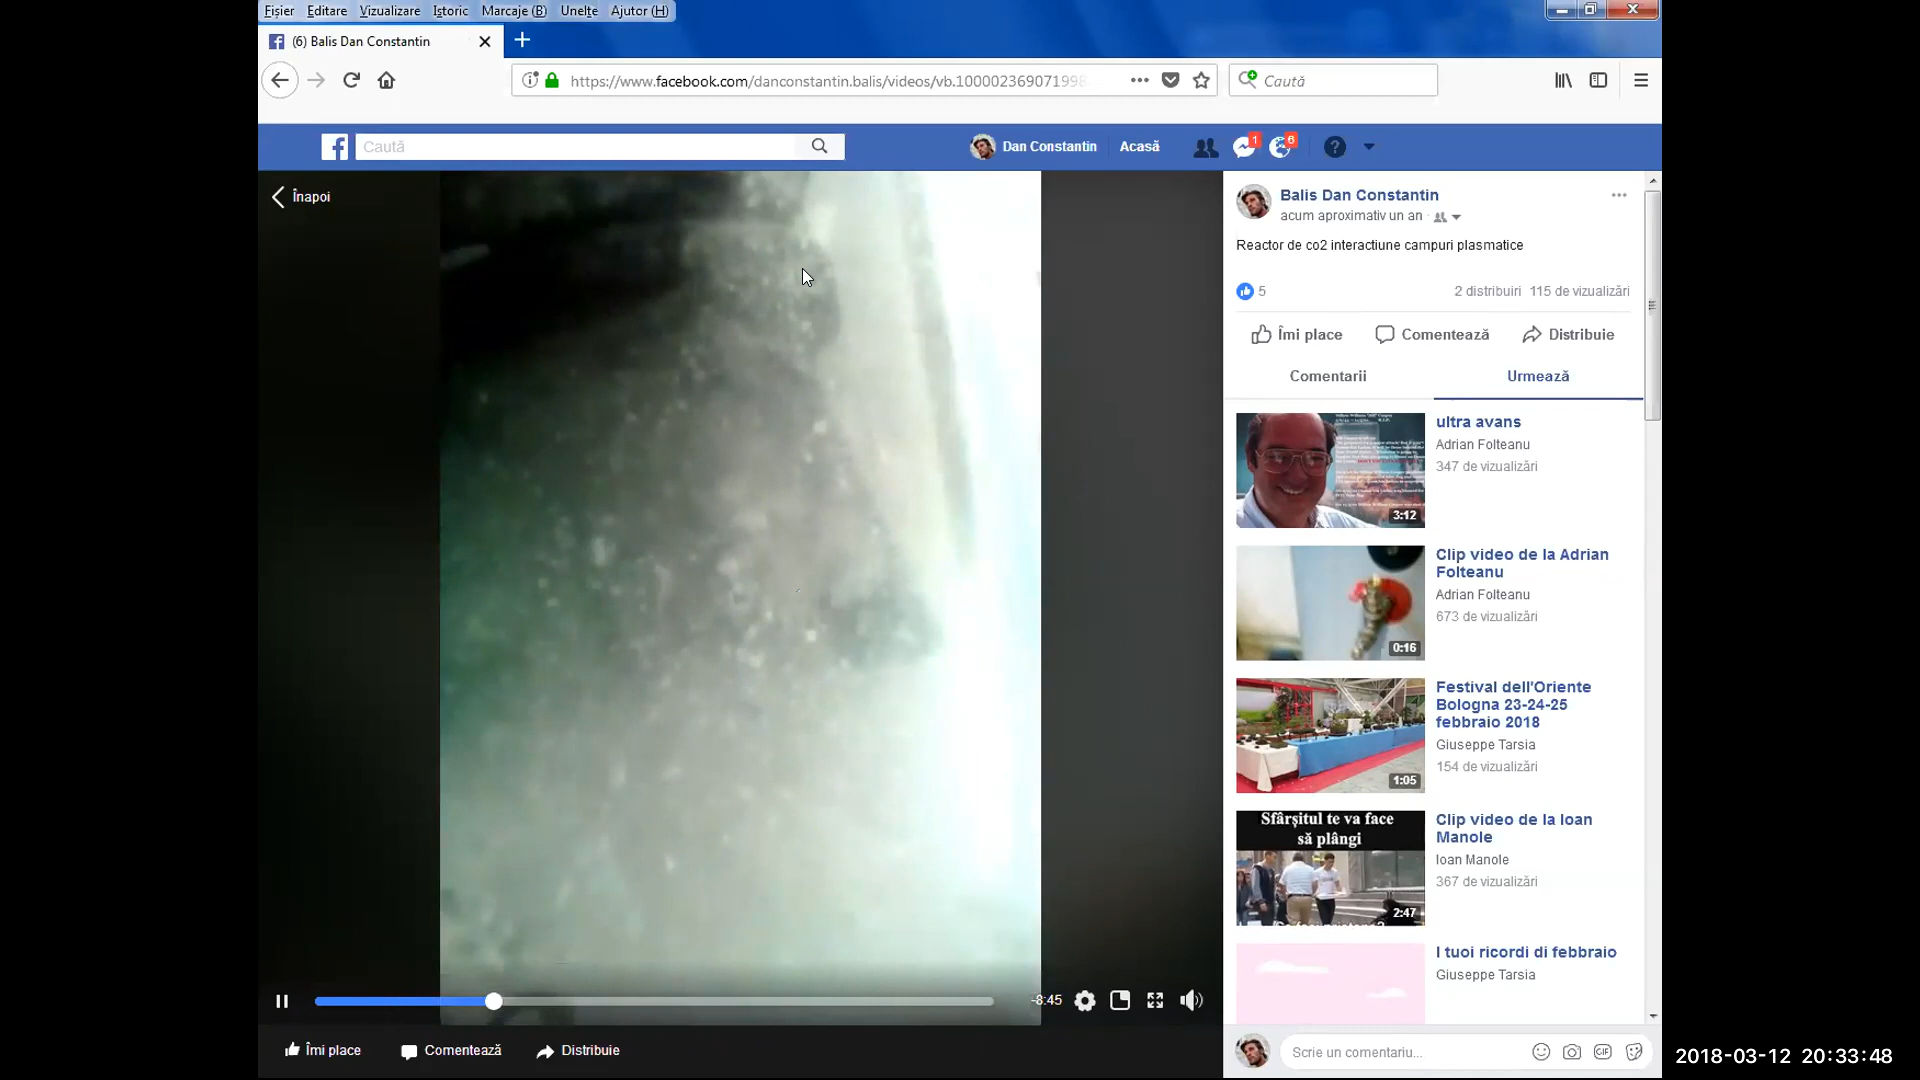 Fișier Editare Vizualizare Istoric Marcaje (B) Unelte Ajutor (H)
(6) Balis Dan Constantin
https://www.facebook.com/danconstantin.balis/videos/vb.100002369071998
Caută
Caută
Dan Constantin Acasă 1 6
Înapoi
Balis Dan Constantin
acum aproximativ un an
Reactor de co2 interactiune campuri plasmatice
5 2 distribuiri 115 de vizualizări
Îmi place Comentează Distribuie
Comentarii Urmează
ultra avans
Adrian Folteanu
347 de vizualizări
3:12
Clip video de la Adrian
Folteanu
Adrian Folteanu
673 de vizualizări
0:16
Festival dell'Oriente
Bologna 23-24-25
febbraio 2018
Giuseppe Tarsia
154 de vizualizări
1:05
Sfârșitul te va face
să plângi
2:47
Clip video de la Ioan
Manole
Ioan Manole
367 de vizualizări
I tuoi ricordi di febbraio
Giuseppe Tarsia
-8:45
Îmi place Comentează Distribuie
Scrie un comentariu...
GIF
2018-03-12 20:33:48